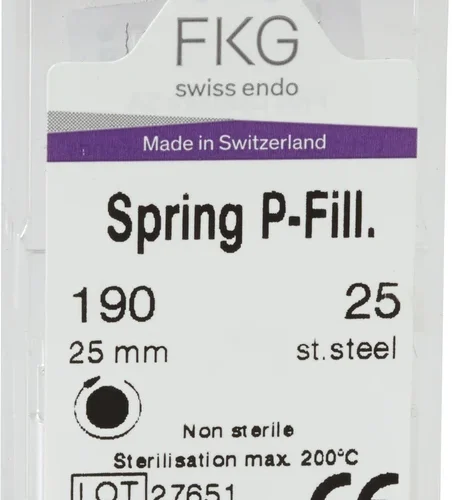 FKG
swiss endo
Made in Switzerland
Spring P-Fill.
190 25
25 mm st.steel
Non sterile
Sterilisation max. 200°C
LOT 27651 CE